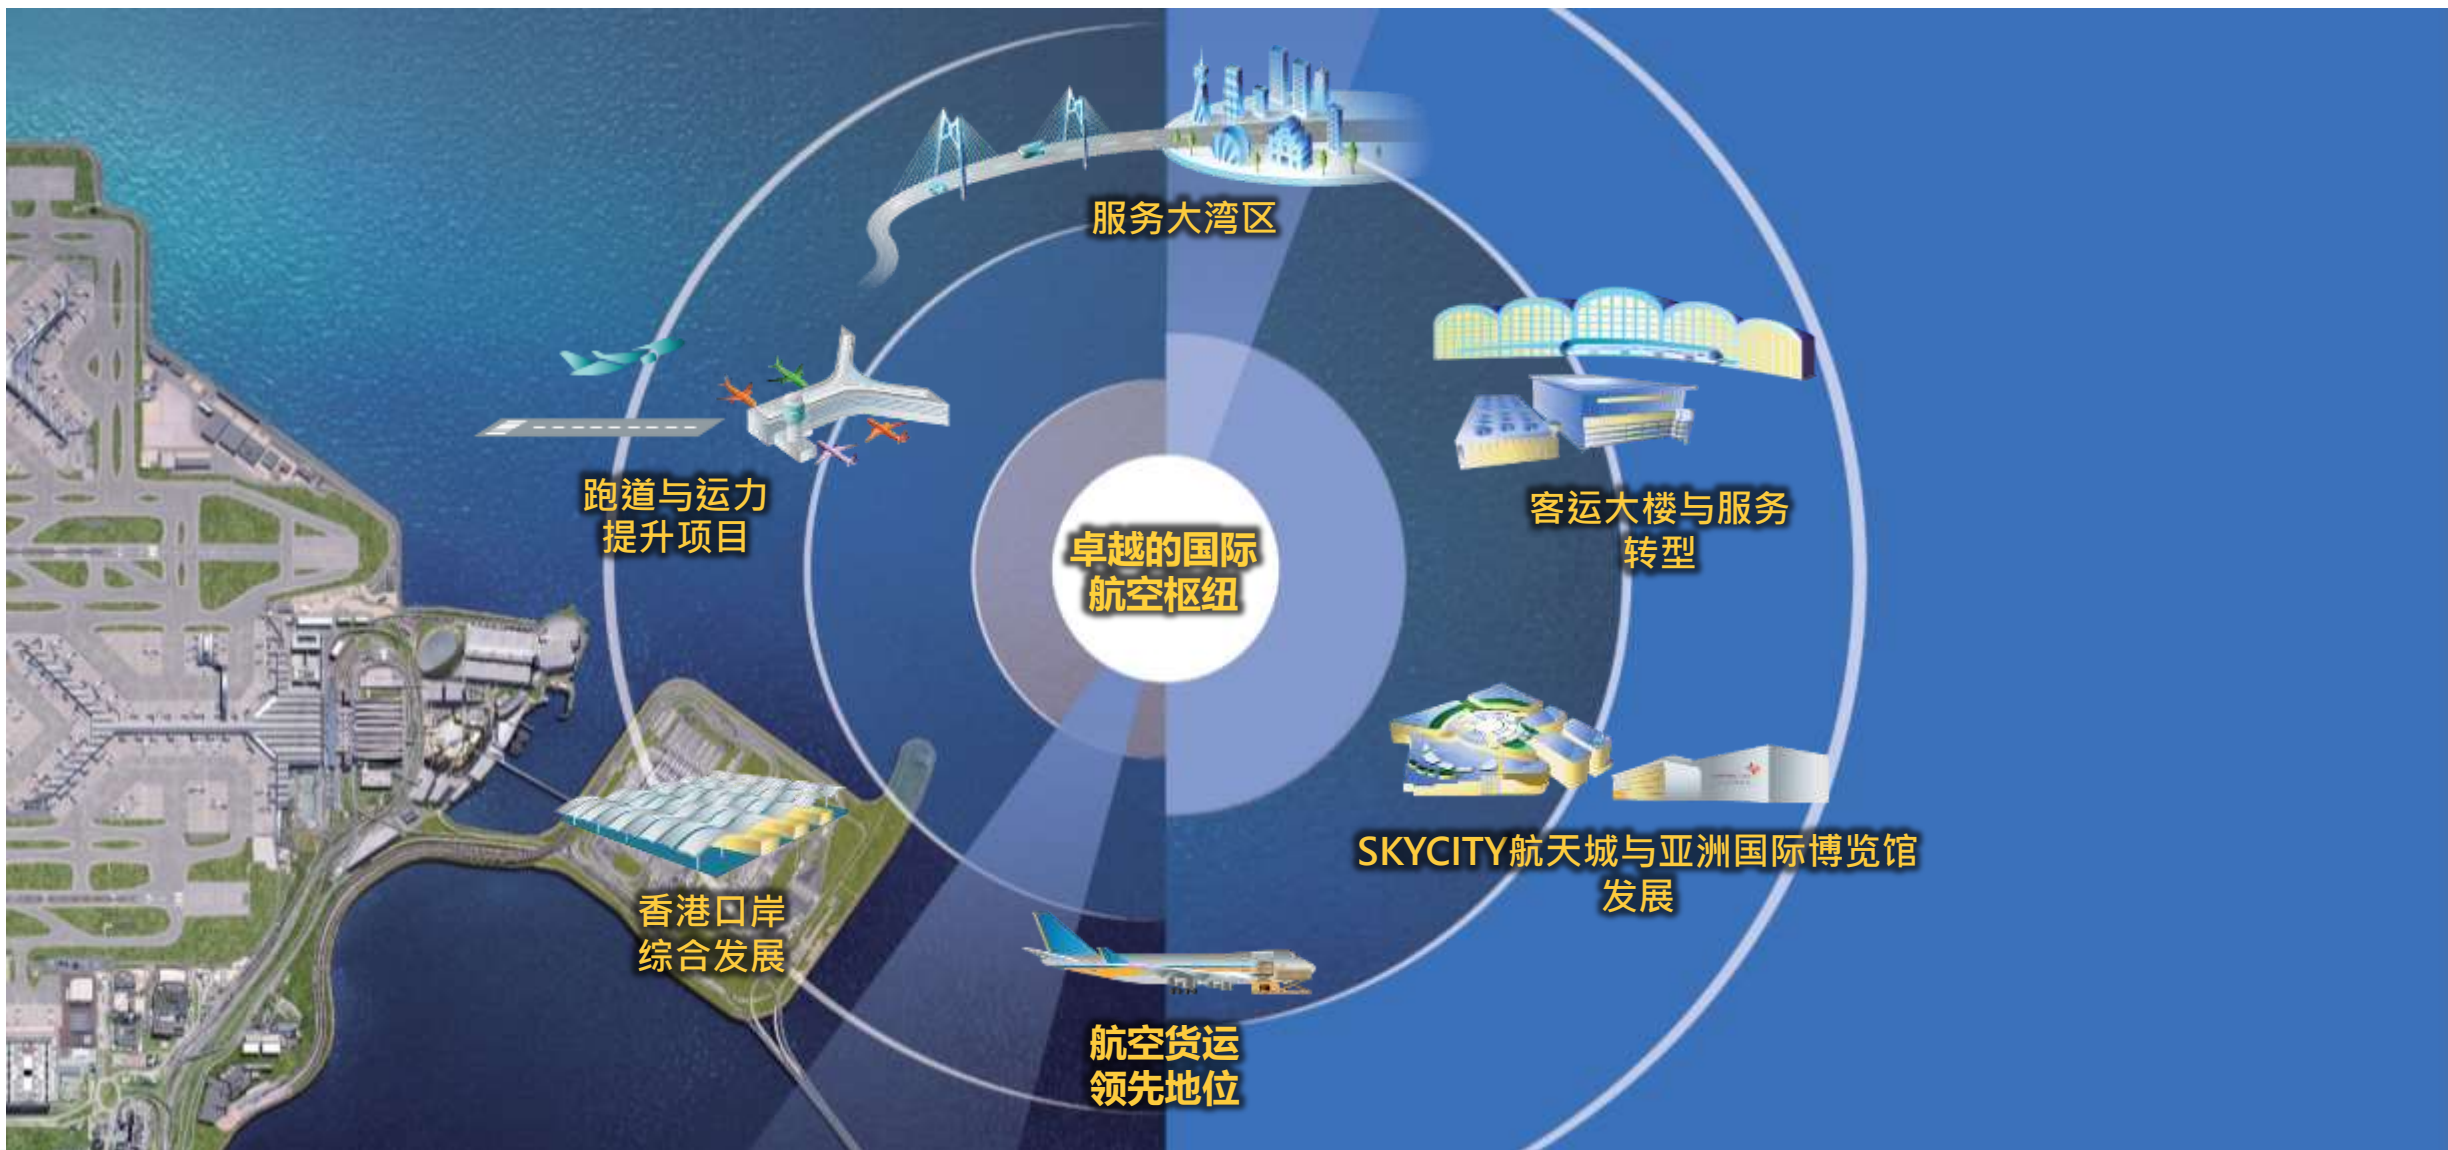 服务大湾区
跑道与运力
提升项目
客运大楼与服务
转型
卓越的国际
航空枢纽
SKYCITY航天城与亚洲国际博览馆
发展
香港口岸
综合发展
航空货运
领先地位